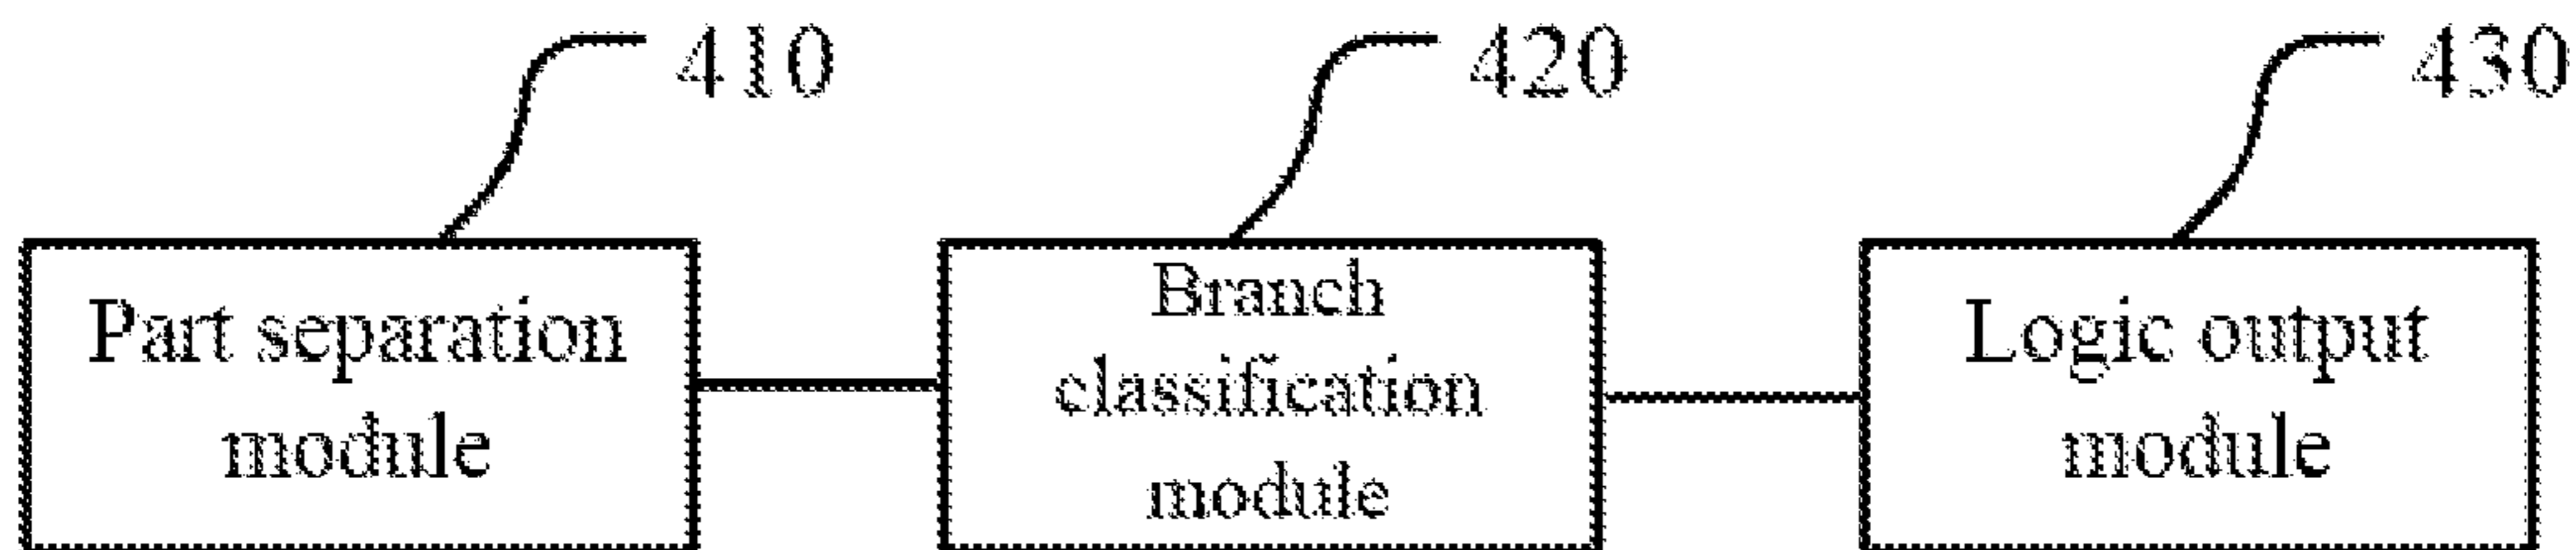 410
420
430
Part separation
module
Branch
classification
module
Logic output
module